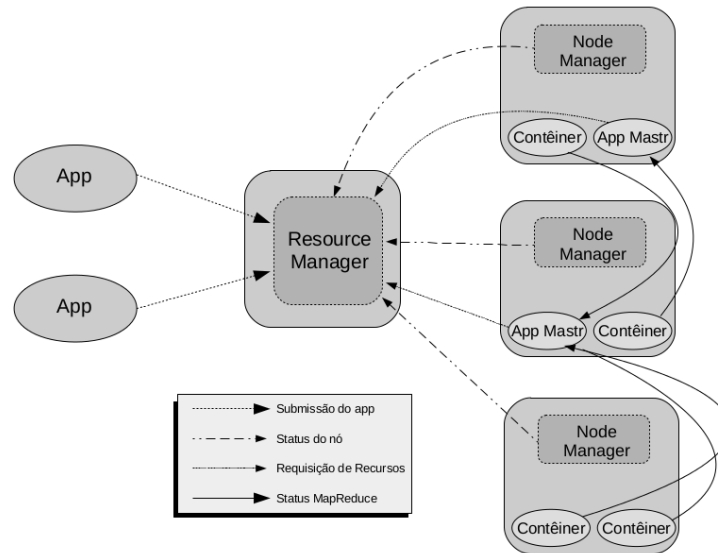 Node
Manager
Contêiner
App Mastr
App
Resource
Manager
Node
Manager
App
App Mastr
Contêiner
Submissão do app
Status do nó
Requisição de Recursos
Status MapReduce
Node
Manager
Contêiner
Contêiner